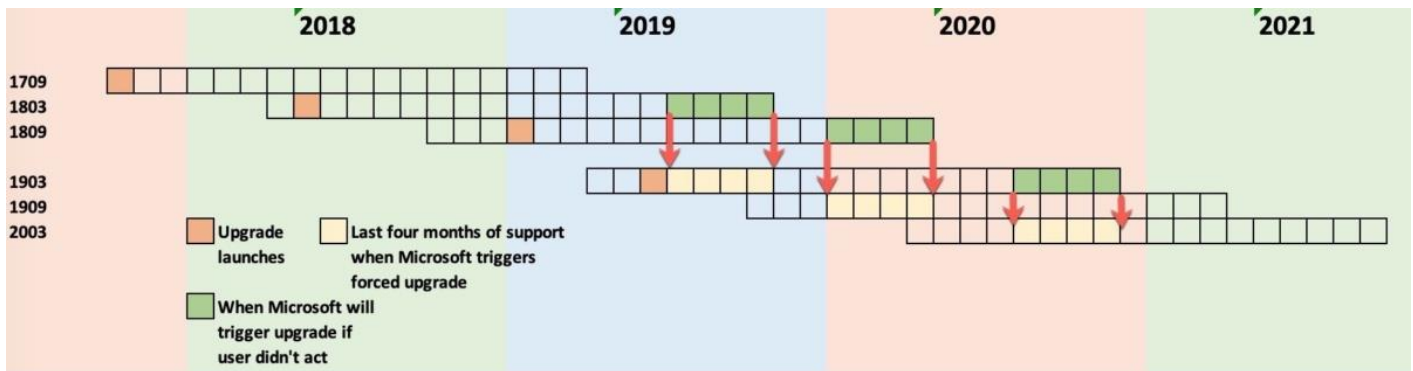 2018 2019 2020 2021
1709
1803
1809
1903
1909
2003
Upgrade
launches
Last four months of support
when Microsoft triggers
forced upgrade
When Microsoft will
trigger upgrade if
user didn't act